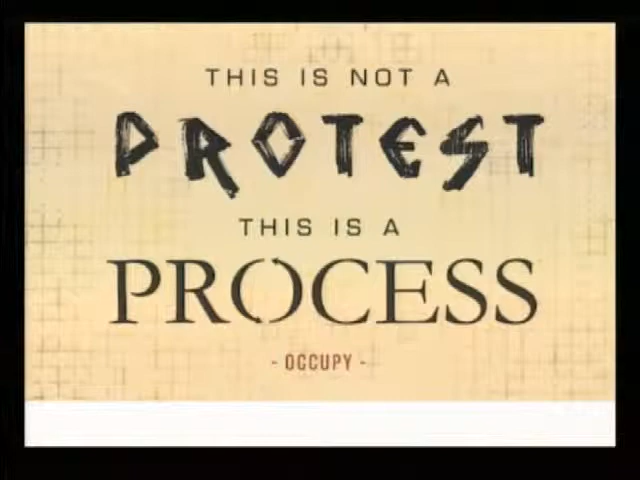 THIS IS NOT A
PROTEST
THIS IS A
PROCESS
- OCCUPY -